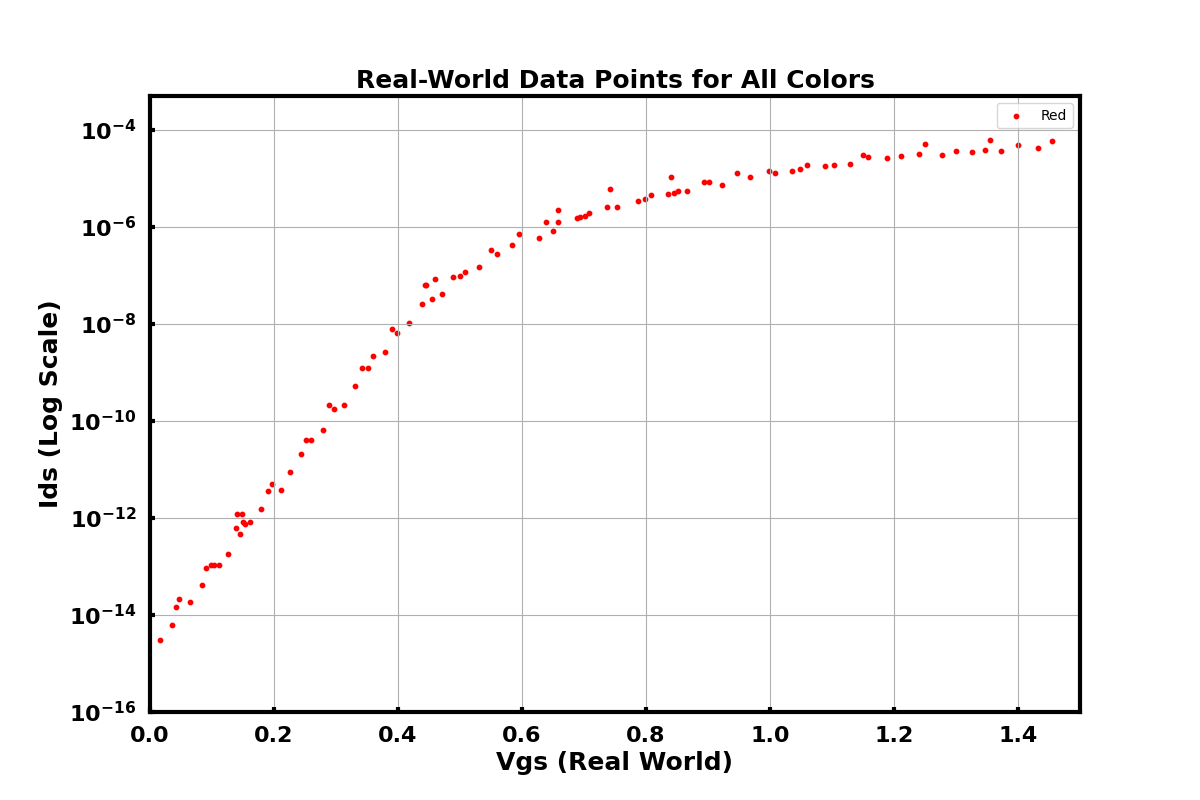 Real-World Data Points for All Colors
Red
10⁻⁴
10⁻⁶
10⁻⁸
10⁻¹⁰
10⁻¹²
10⁻¹⁴
10⁻¹⁶
Ids (Log Scale)
0.0 0.2 0.4 0.6 0.8 1.0 1.2 1.4
Vgs (Real World)